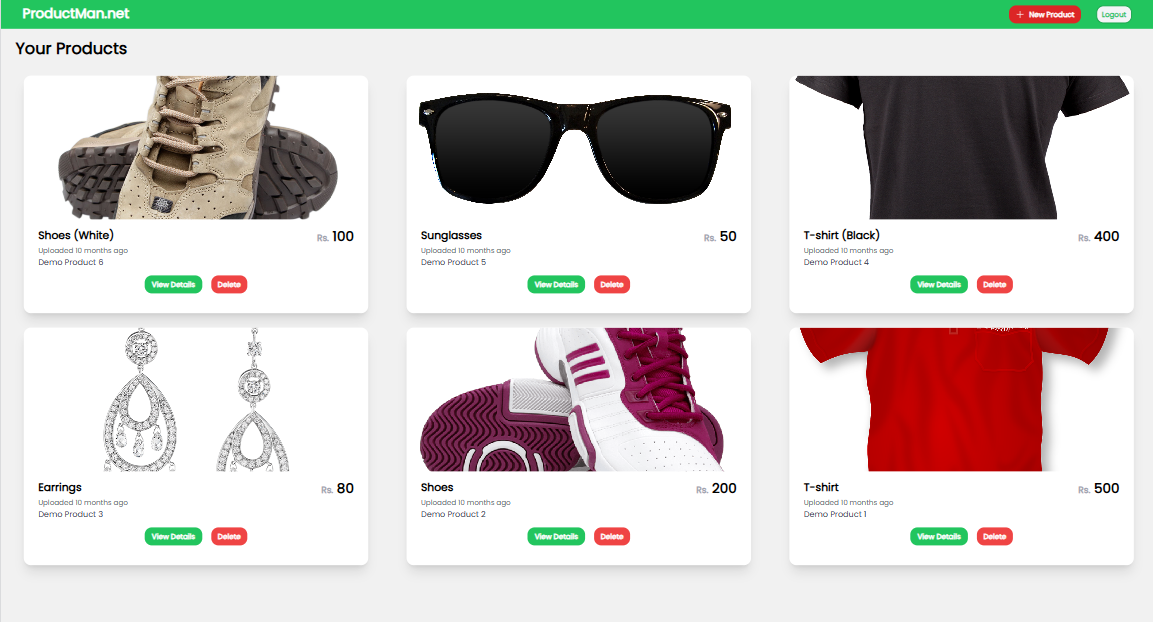 ProductMan.net
+ New Product
Logout
Your Products
Shoes (White)
Rs. 100
Uploaded 10 months ago
Demo Product 6
View Details
Delete
Sunglasses
Rs. 50
Uploaded 10 months ago
Demo Product 5
View Details
Delete
T-shirt (Black)
Rs. 400
Uploaded 10 months ago
Demo Product 4
View Details
Delete
Earrings
Rs. 80
Uploaded 10 months ago
Demo Product 3
View Details
Delete
Shoes
Rs. 200
Uploaded 10 months ago
Demo Product 2
View Details
Delete
T-shirt
Rs. 500
Uploaded 10 months ago
Demo Product 1
View Details
Delete